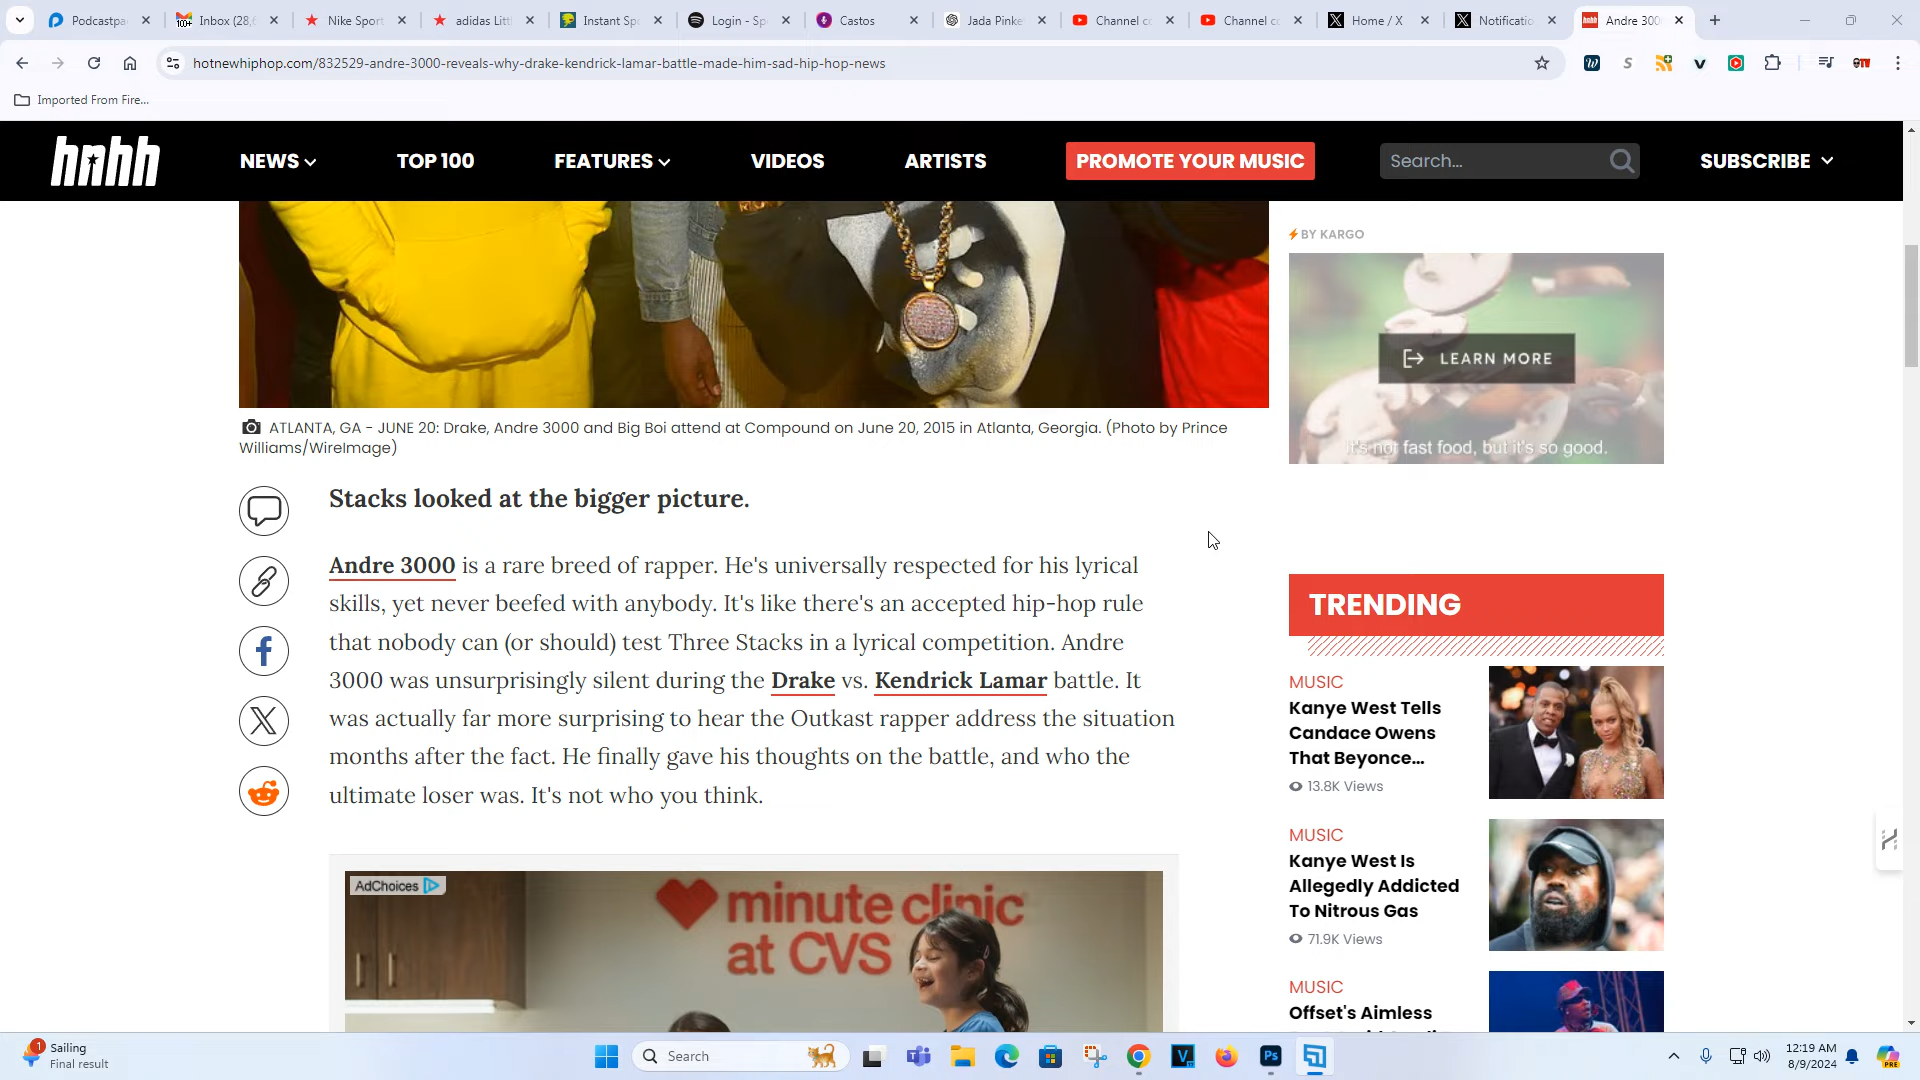 Podcastpa
Inbox (28,6
Nike Sport
adidas Litt
Instant Spo
Login - Sp
Castos
Jada Pinke
Channel co
Channel co
Home / X
Notificatio
Andre 300
hotnewhiphop.com/832529-andre-3000-reveals-why-drake-kendrick-lamar-battle-made-him-sad-hip-hop-news
Imported From Fire...
hnhh
NEWS
TOP 100
FEATURES
VIDEOS
ARTISTS
PROMOTE YOUR MUSIC
Search...
SUBSCRIBE
BY KARGO
LEARN MORE
It's not fast food, but it's so good.
ATLANTA, GA - JUNE 20: Drake, Andre 3000 and Big Boi attend at Compound on June 20, 2015 in Atlanta, Georgia. (Photo by Prince
Williams/WireImage)
Stacks looked at the bigger picture.
Andre 3000 is a rare breed of rapper. He's universally respected for his lyrical
skills, yet never beefed with anybody. It's like there's an accepted hip-hop rule
that nobody can (or should) test Three Stacks in a lyrical competition. Andre
3000 was unsurprisingly silent during the Drake vs. Kendrick Lamar battle. It
was actually far more surprising to hear the Outkast rapper address the situation
months after the fact. He finally gave his thoughts on the battle, and who the
ultimate loser was. It's not who you think.
AdChoices
minute clinic
at CVS
TRENDING
MUSIC
Kanye West Tells
Candace Owens
That Beyonce...
13.8K Views
MUSIC
Kanye West Is
Allegedly Addicted
To Nitrous Gas
71.9K Views
MUSIC
Offset's Aimless
1
Sailing
Final result
Search
12:19 AM
8/9/2024